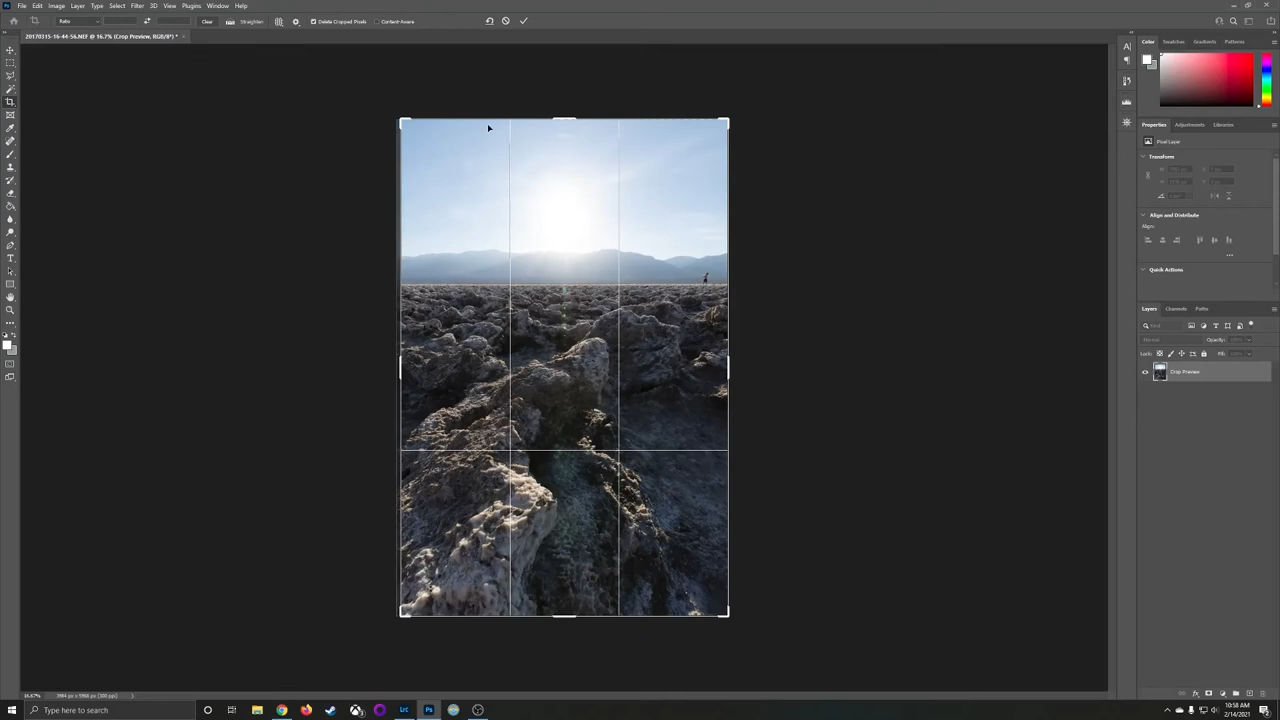 File Edit Image Layer Type Select Filter 3D View Plugins Window Help
Ratio Clear Straighten Delete Cropped Pixels Content-Aware
20170315-16-44-56.NEF @ 16.7% (Crop Preview, RGB/8*) *
Color Swatches Gradients Patterns
Properties Adjustments Libraries
Pixel Layer
Transform
Align and Distribute
Align:
Quick Actions
Layers Channels Paths
Kind
Normal Opacity:
Lock: Fill:
Crop Preview
16.67% 3984 px x 5966 px (300 ppi)
Type here to search
10:58 AM
2/14/2021